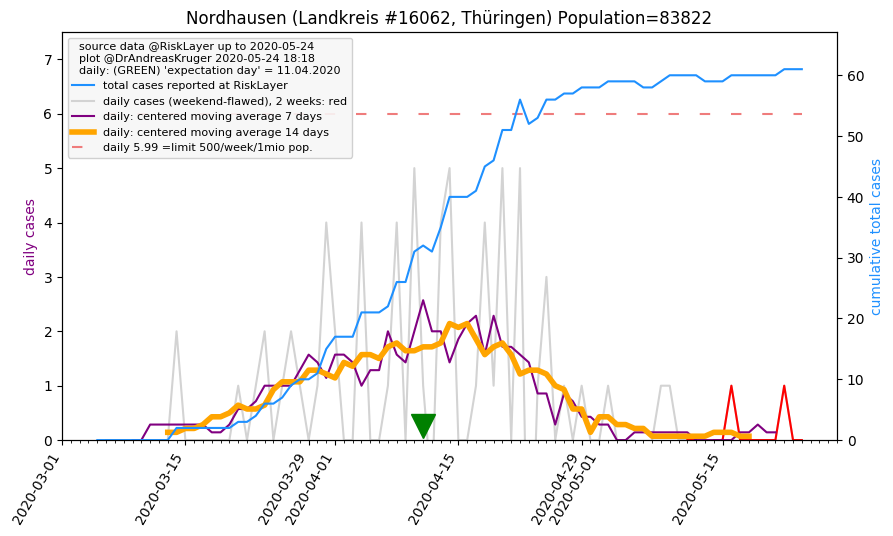 Nordhausen (Landkreis #16062, Thüringen) Population=83822
source data @RiskLayer up to 2020-05-24
plot @DrAndreasKruger 2020-05-24 18:18
daily: (GREEN) 'expectation day' = 11.04.2020
total cases reported at RiskLayer
daily cases (weekend-flawed), 2 weeks: red
daily: centered moving average 7 days
daily: centered moving average 14 days
daily 5.99 =limit 500/week/1mio pop.
daily cases
7
6
5
4
3
2
1
0
cumulative total cases
60
50
40
30
20
10
0
2020-03-01
2020-03-15
2020-03-29
2020-04-01
2020-04-15
2020-04-29
2020-05-01
2020-05-15